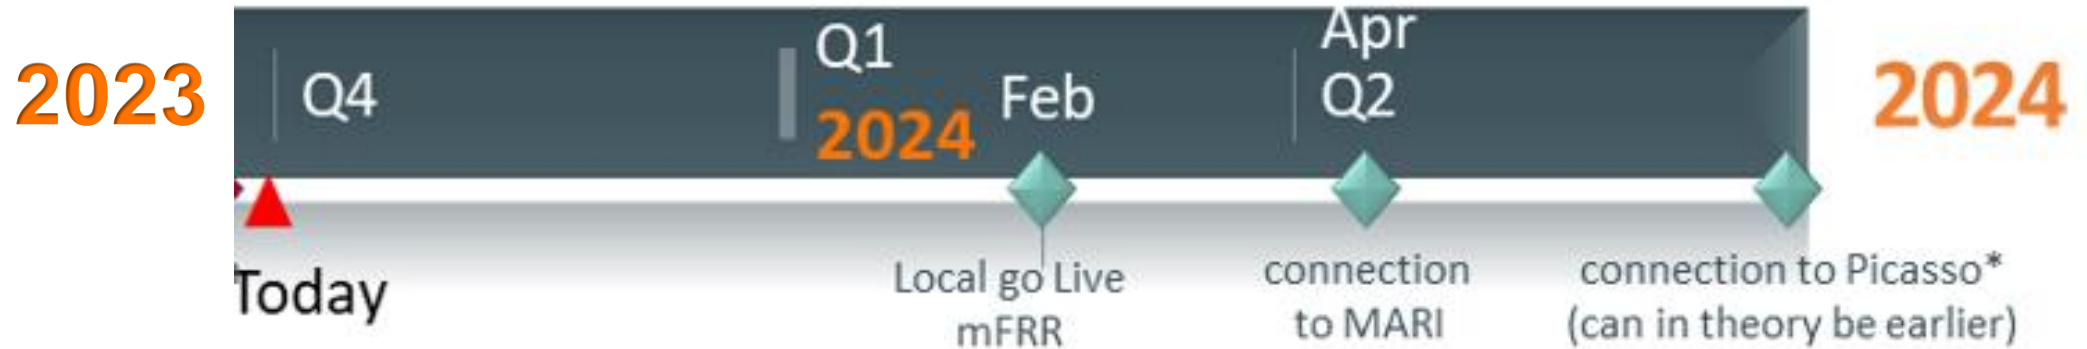 2023
Q4
Q1
2024
Feb
Apr
Q2
2024
Today
Local go Live
mFRR
connection
to MARI
connection to Picasso*
(can in theory be earlier)